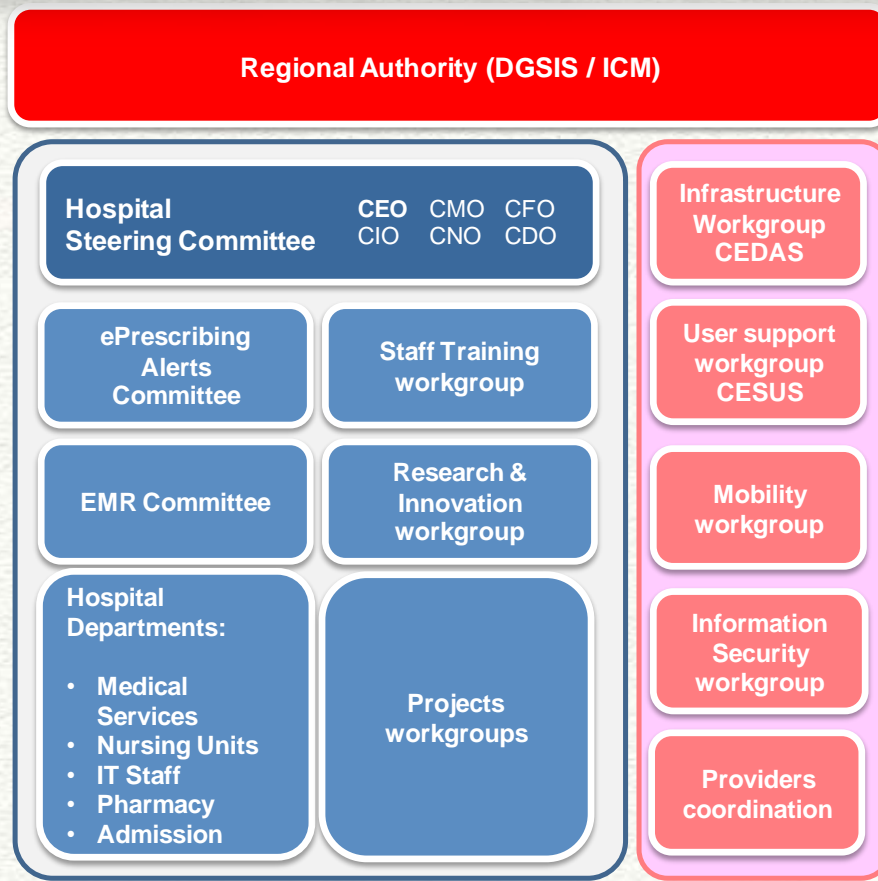 Regional Authority (DGSIS / ICM)
Hospital
Steering Committee
CEO CMO CFO
CIO CNO CDO
ePrescribing
Alerts
Committee
Staff Training
workgroup
EMR Committee
Research &
Innovation
workgroup
Hospital
Departments:
• Medical
Services
• Nursing Units
• IT Staff
• Pharmacy
• Admission
Projects
workgroups
Infrastructure
Workgroup
CEDAS
User support
workgroup
CESUS
Mobility
workgroup
Information
Security
workgroup
Providers
coordination